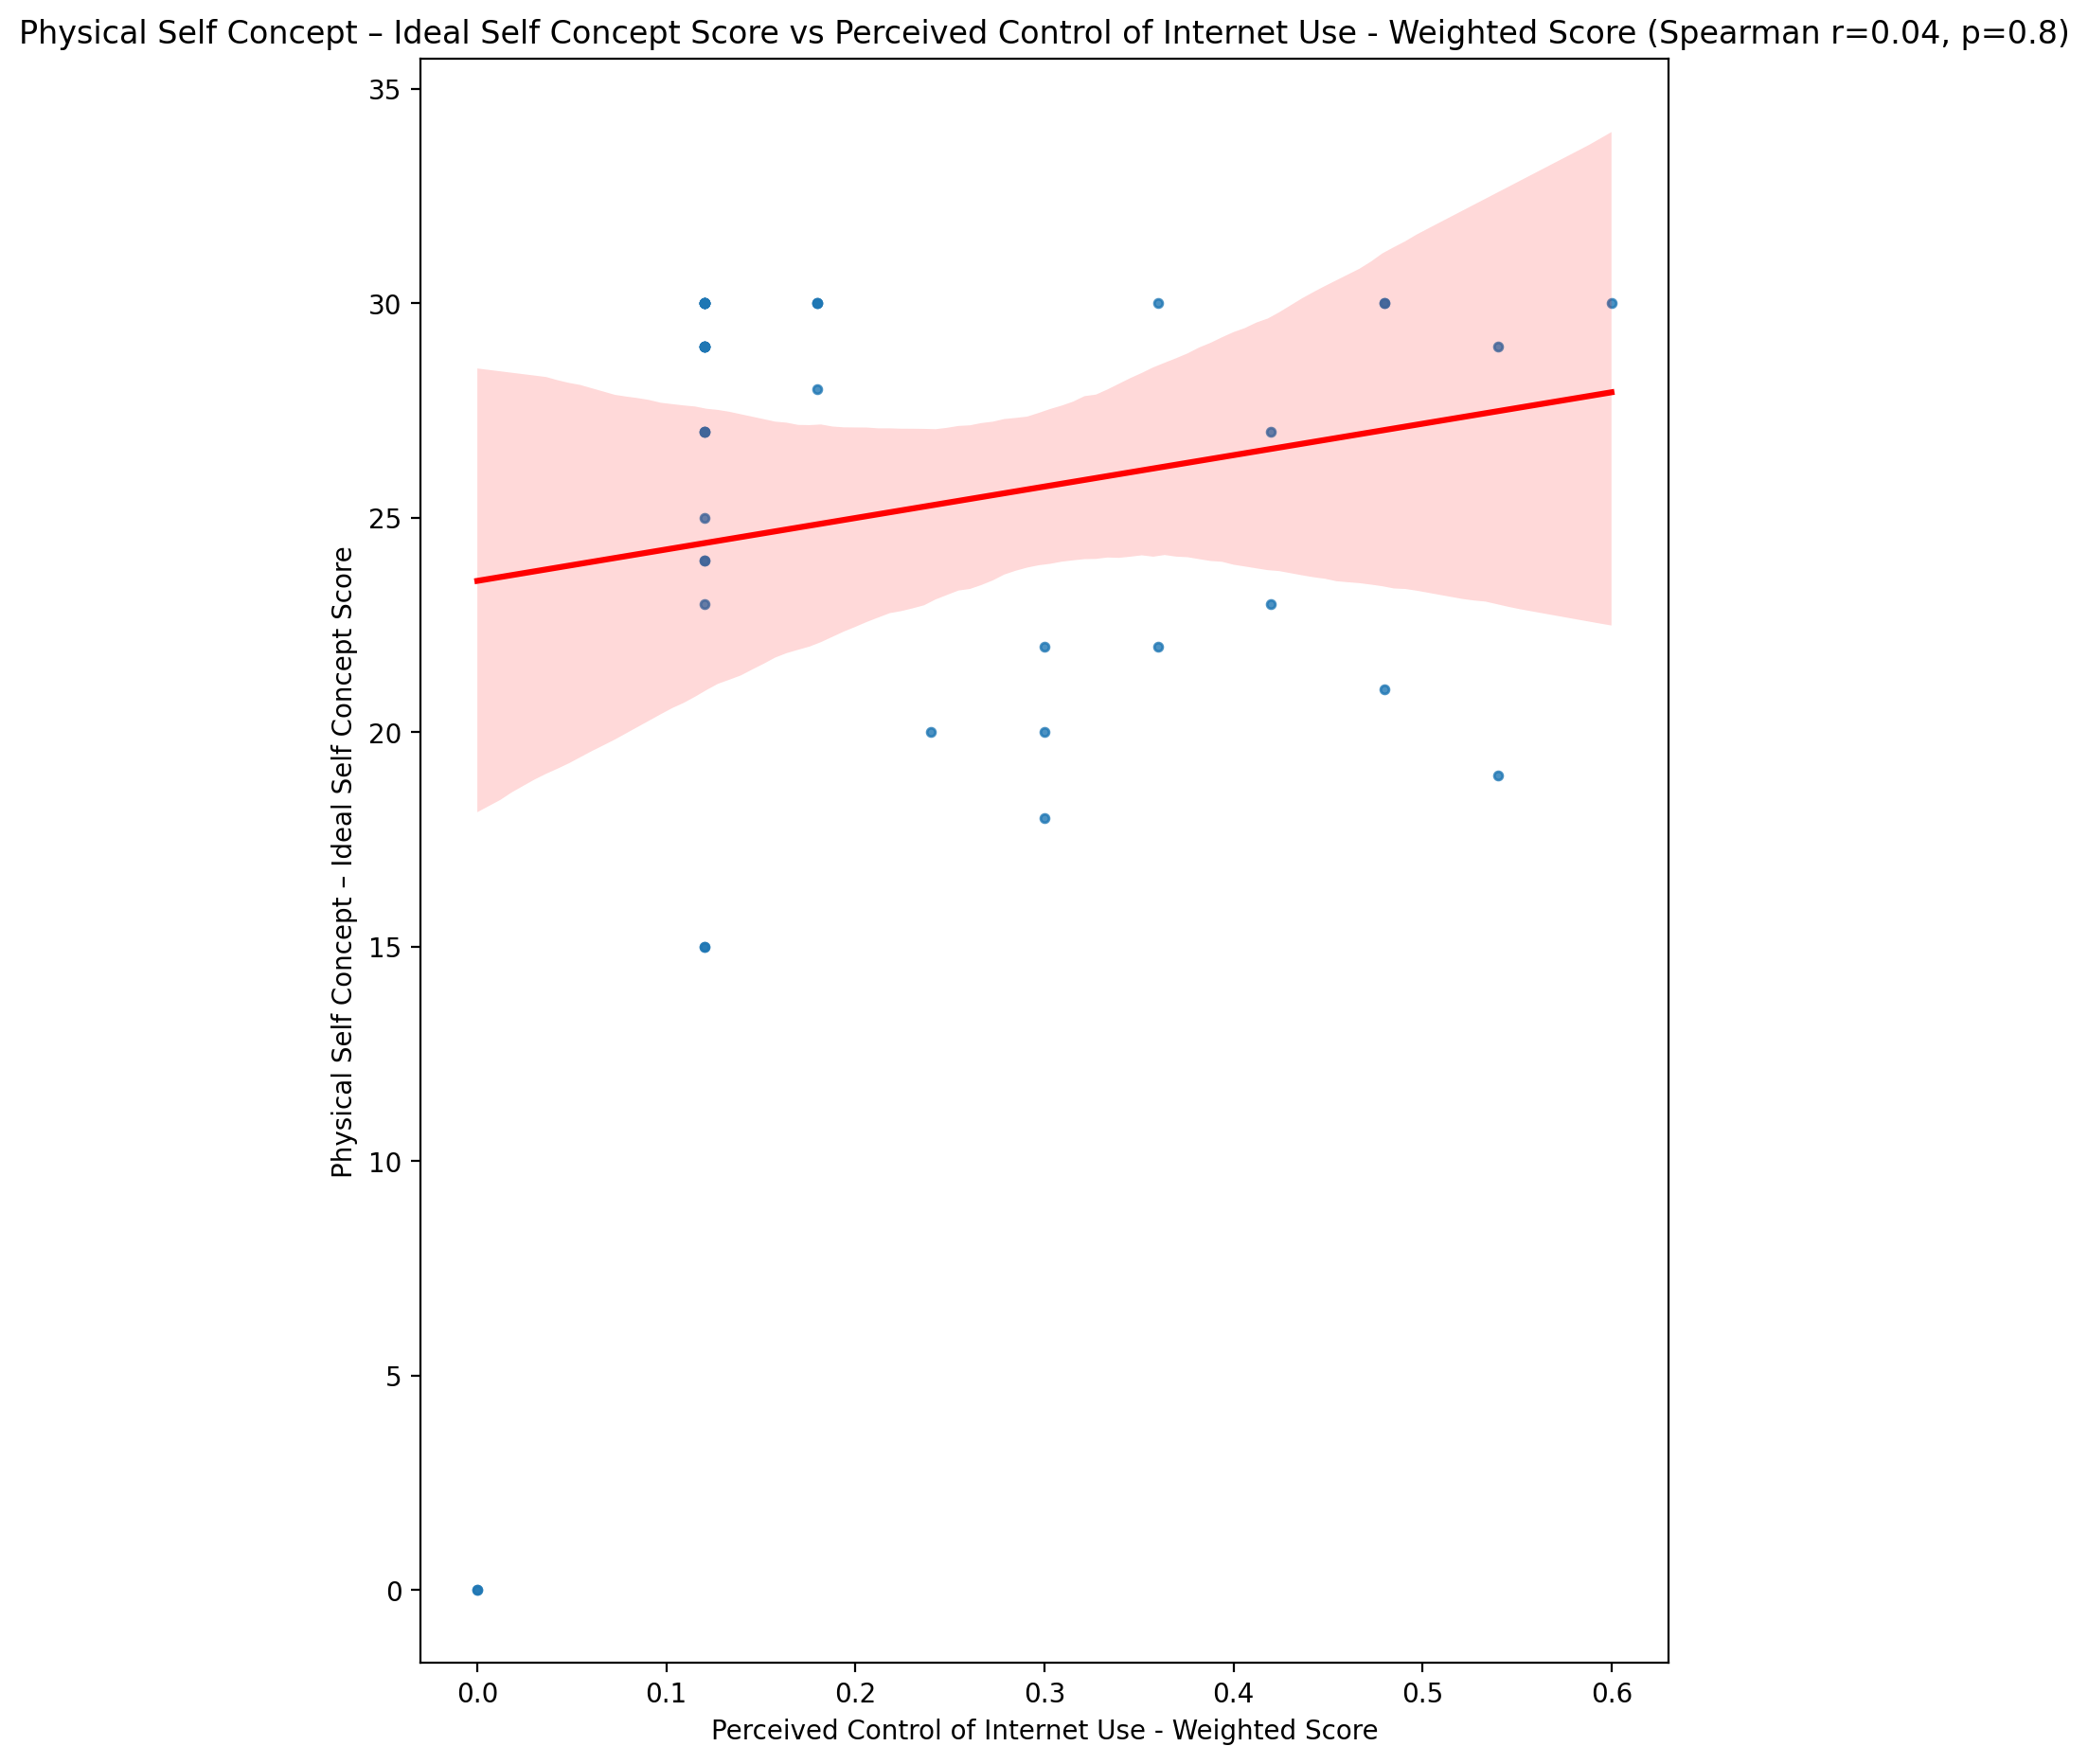 Physical Self Concept – Ideal Self Concept Score vs Perceived Control of Internet Use - Weighted Score (Spearman r=0.04, p=0.8)
Physical Self Concept – Ideal Self Concept Score
35
30
25
20
15
10
5
0
0.0 0.1 0.2 0.3 0.4 0.5 0.6
Perceived Control of Internet Use - Weighted Score